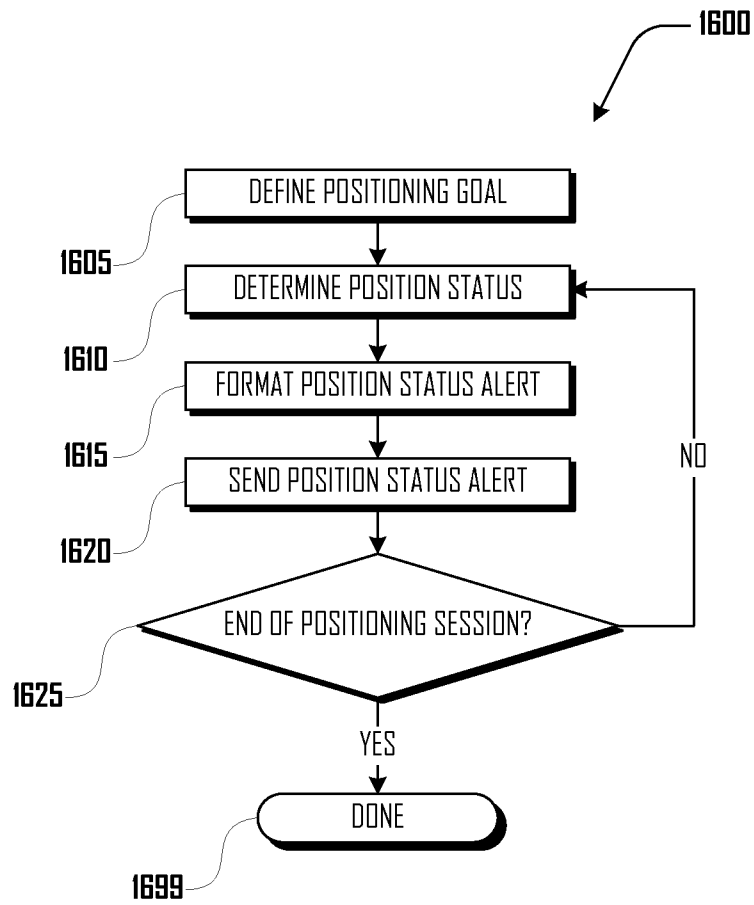 1600
DEFINE POSITIONING GOAL
1605
DETERMINE POSITION STATUS
1610
FORMAT POSITION STATUS ALERT
1615
SEND POSITION STATUS ALERT
1620
NO
END OF POSITIONING SESSION?
1625
YES
DONE
1699